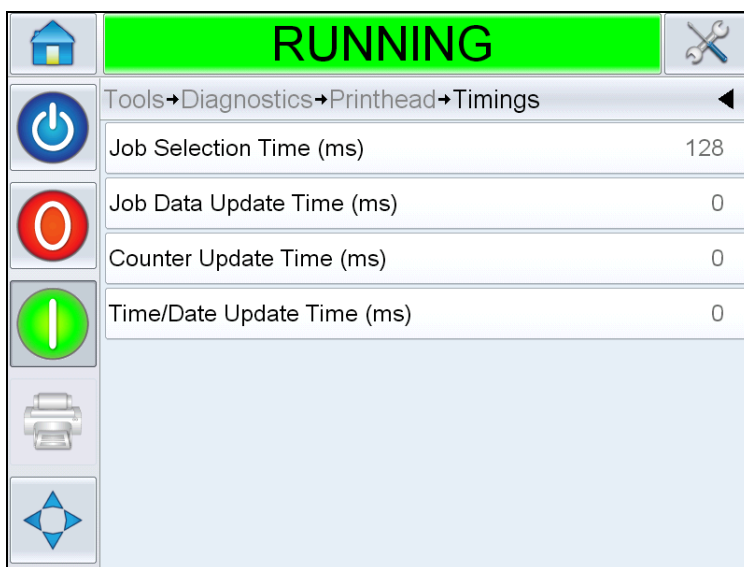 RUNNING
Tools→Diagnostics→Printhead→Timings
Job Selection Time (ms) 128
Job Data Update Time (ms) 0
Counter Update Time (ms) 0
Time/Date Update Time (ms) 0